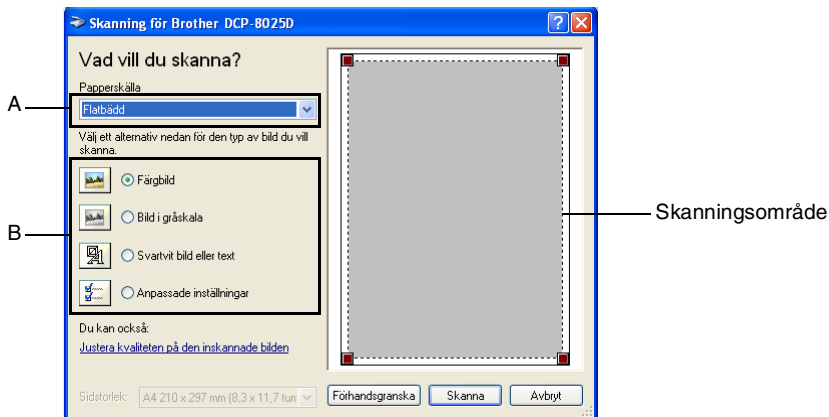 Skanning för Brother DCP-8025D
Vad vill du skanna?
Papperskälla
A
Flatbädd
Välj ett alternativ nedan för den typ av bild du vill
skanna.
Färgbild
Bild i gråskala
Skanningsområde
B
Svartvit bild eller text
Anpassade inställningar
Du kan också:
Justera kvaliteten på den inskannade bilden
Sidstorlek: A4 210 x 297 mm (8,3 x 11,7 tum
Förhandsgranska
Skanna
Avbryt